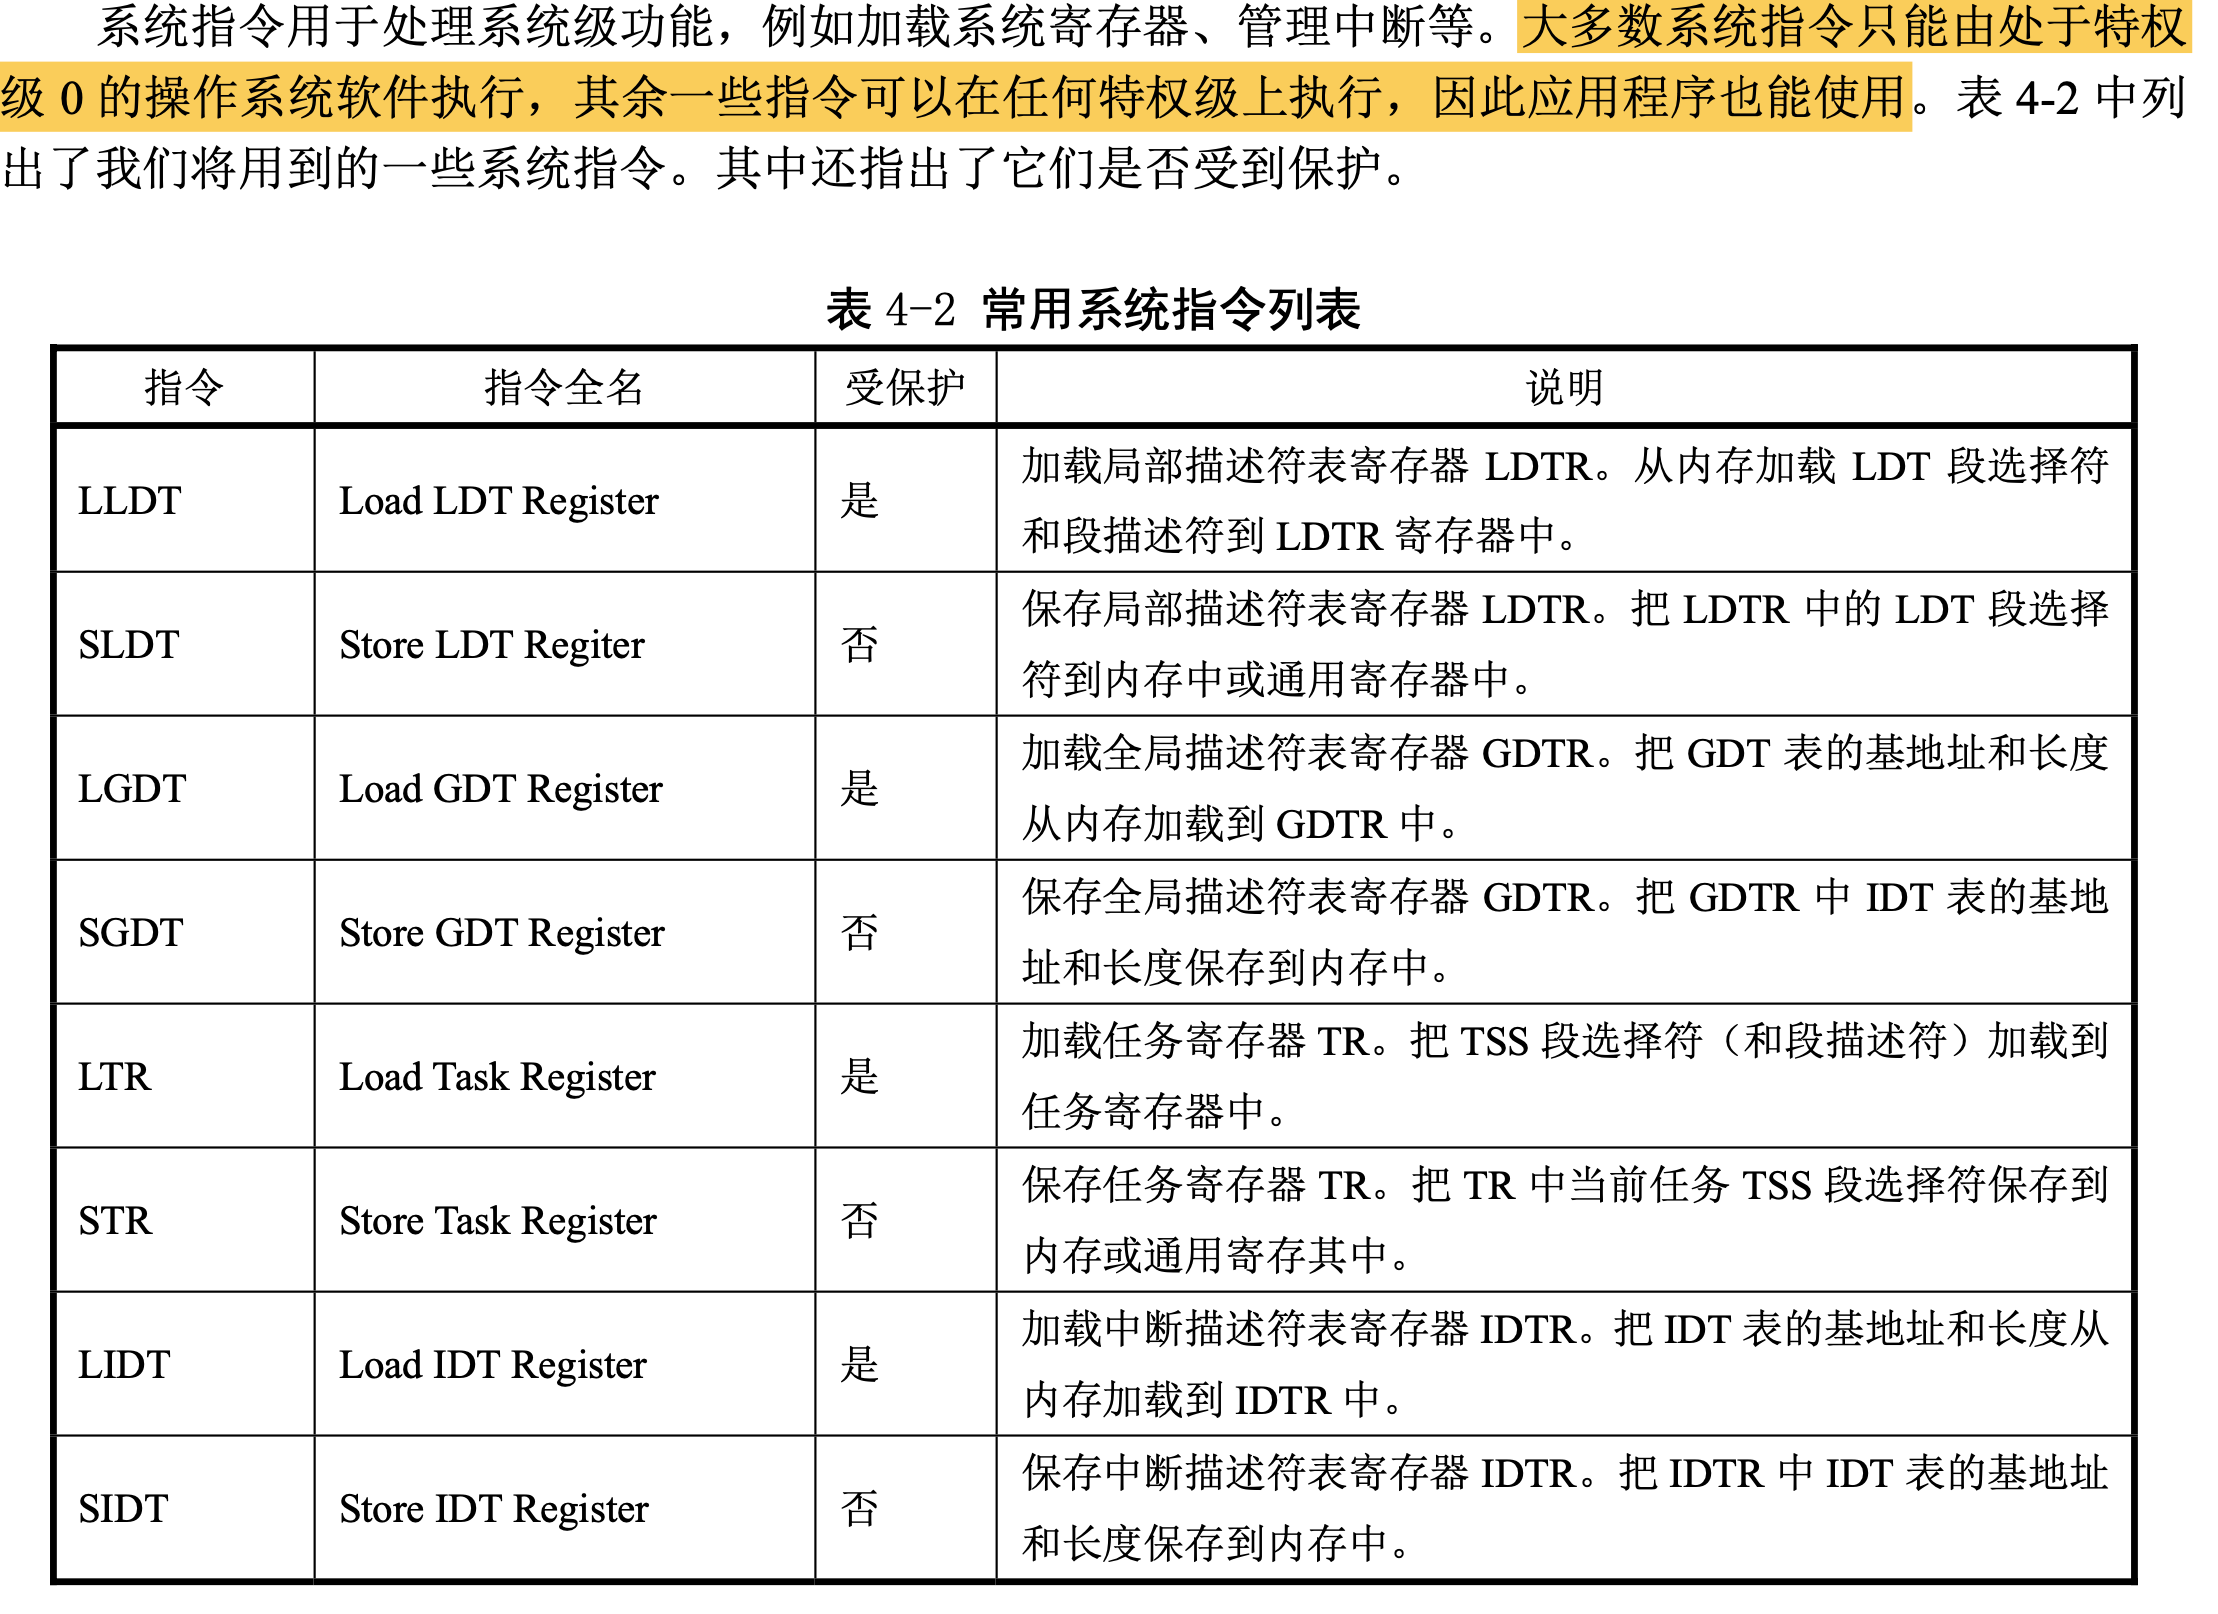 系统指令用于处理系统级功能，例如加载系统寄存器、管理中断等。大多数系统指令只能由处于特权
级 0 的操作系统软件执行，其余一些指令可以在任何特权级上执行，因此应用程序也能使用。表 4-2 中列
出了我们将用到的一些系统指令。其中还指出了它们是否受到保护。
表 4-2 常用系统指令列表
指令 指令全名 受保护 说明
LLDT Load LDT Register 是 加载局部描述符表寄存器 LDTR。从内存加载 LDT 段选择符
和段描述符到 LDTR 寄存器中。
SLDT Store LDT Regiter 否 保存局部描述符表寄存器 LDTR。把 LDTR 中的 LDT 段选择
符到内存中或通用寄存器中。
LGDT Load GDT Register 是 加载全局描述符表寄存器 GDTR。把 GDT 表的基地址和长度
从内存加载到 GDTR 中。
SGDT Store GDT Register 否 保存全局描述符表寄存器 GDTR。把 GDTR 中 IDT 表的基地
址和长度保存到内存中。
LTR Load Task Register 是 加载任务寄存器 TR。把 TSS 段选择符（和段描述符）加载到
任务寄存器中。
STR Store Task Register 否 保存任务寄存器 TR。把 TR 中当前任务 TSS 段选择符保存到
内存或通用寄存其中。
LIDT Load IDT Register 是 加载中断描述符表寄存器 IDTR。把 IDT 表的基地址和长度从
内存加载到 IDTR 中。
SIDT Store IDT Register 否 保存中断描述符表寄存器 IDTR。把 IDTR 中 IDT 表的基地址
和长度保存到内存中。